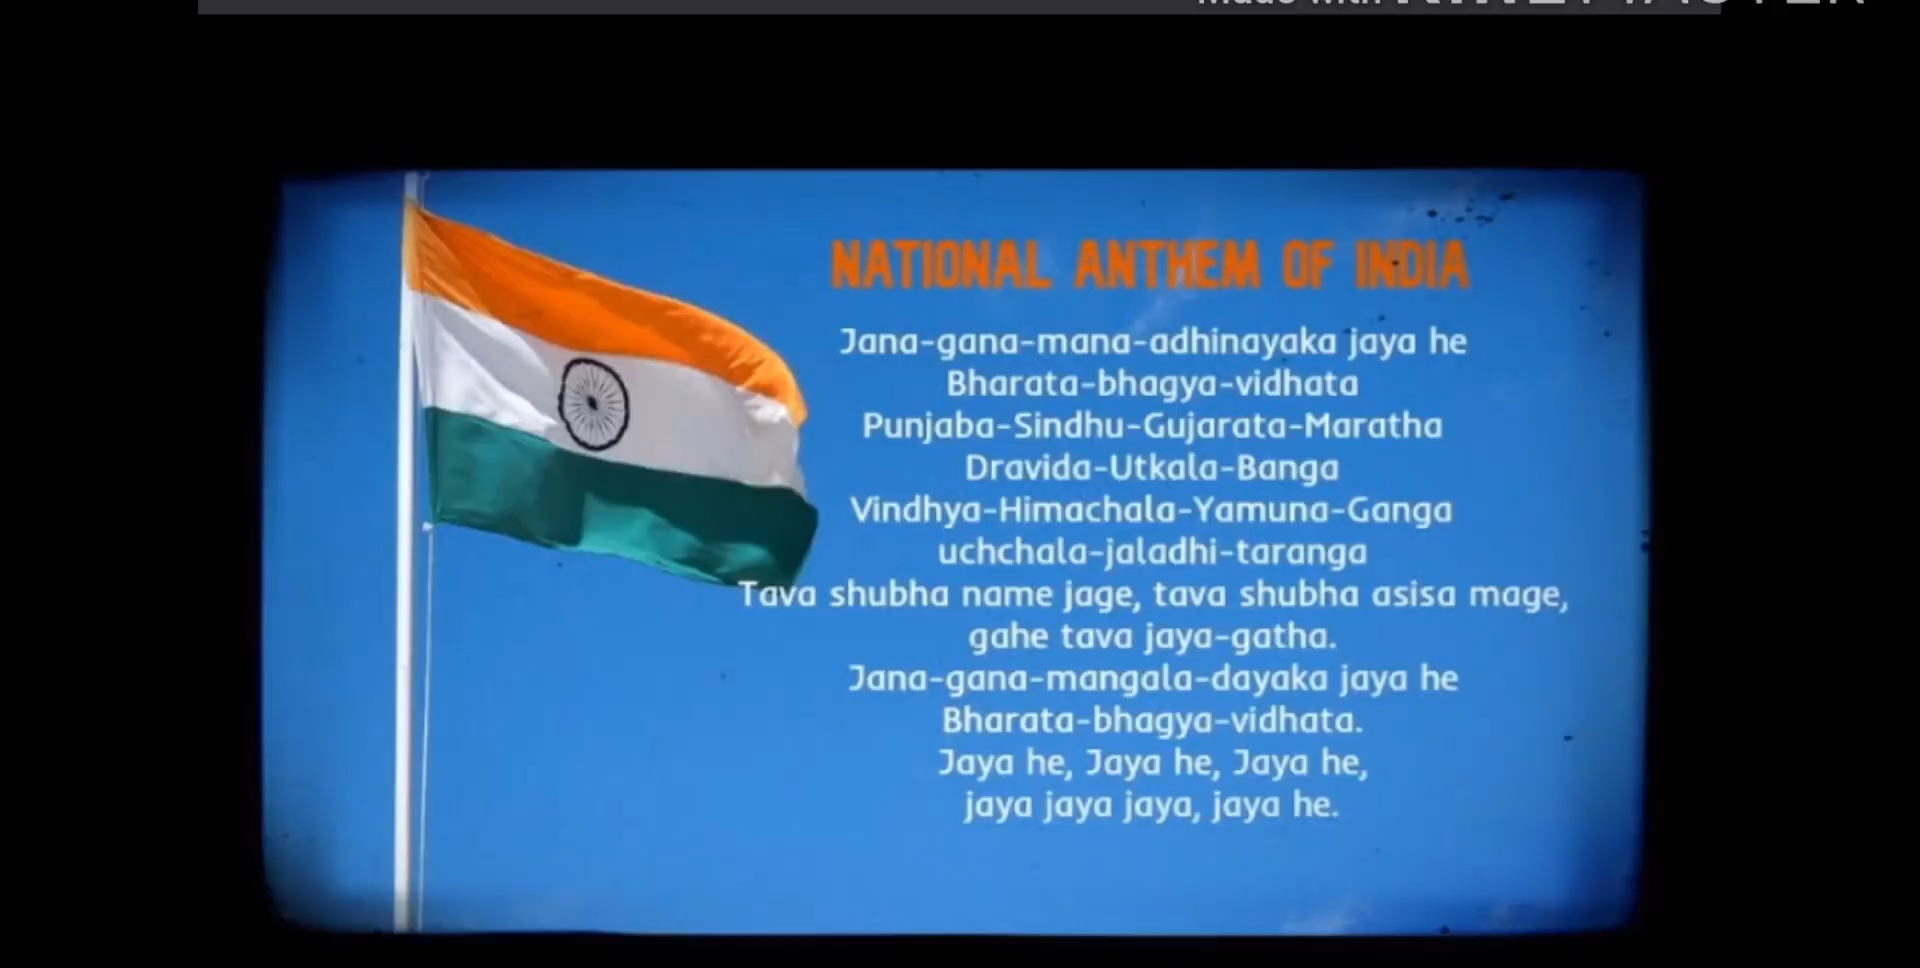 Made with KINEMASTER
NATIONAL ANTHEM OF INDIA
Jana-gana-mana-adhinayaka jaya he
Bharata-bhagya-vidhata
Punjaba-Sindhu-Gujarata-Maratha
Dravida-Utkala-Banga
Vindhya-Himachala-Yamuna-Ganga
uchchala-jaladhi-taranga
Tava shubha name jage, tava shubha asisa mage,
gahe tava jaya-gatha.
Jana-gana-mangala-dayaka jaya he
Bharata-bhagya-vidhata.
Jaya he, Jaya he, Jaya he,
jaya jaya jaya, jaya he.